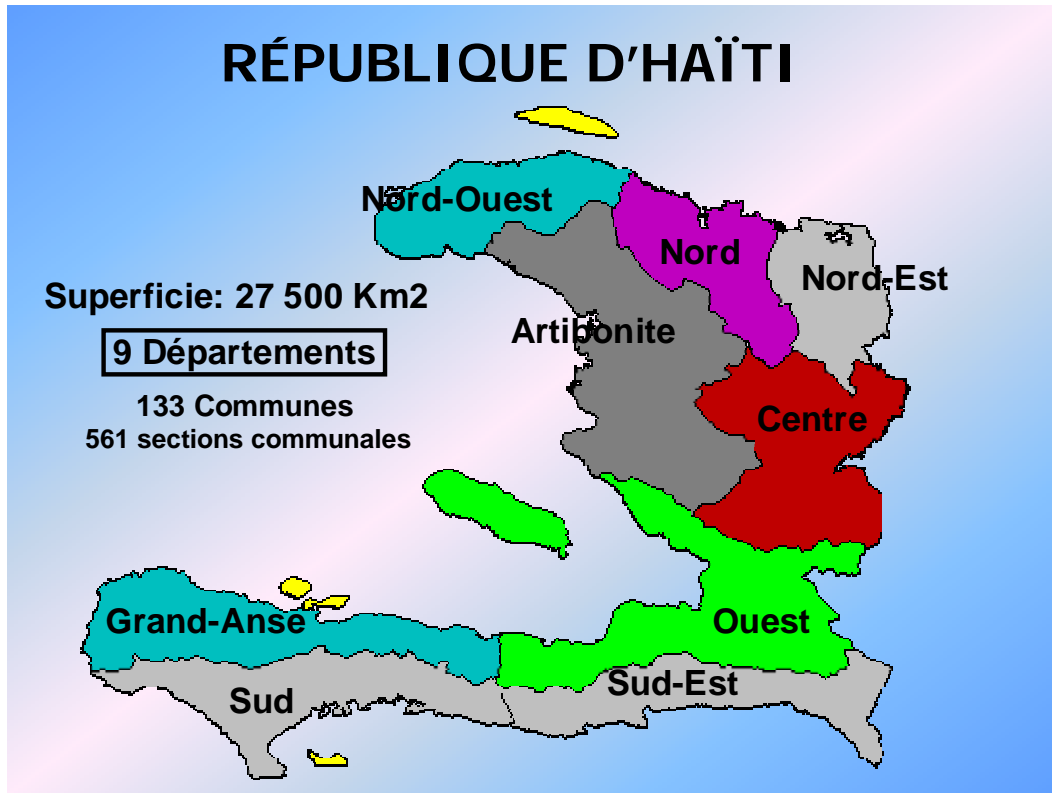 RÉPUBLIQUE D'HAÏTI
Nord-Ouest
Nord
Nord-Est
Superficie: 27 500 Km2
Artibonite
9 Départements
133 Communes
Centre
561 sections communales
Grand-Anse
Ouest
Sud-Est
Sud